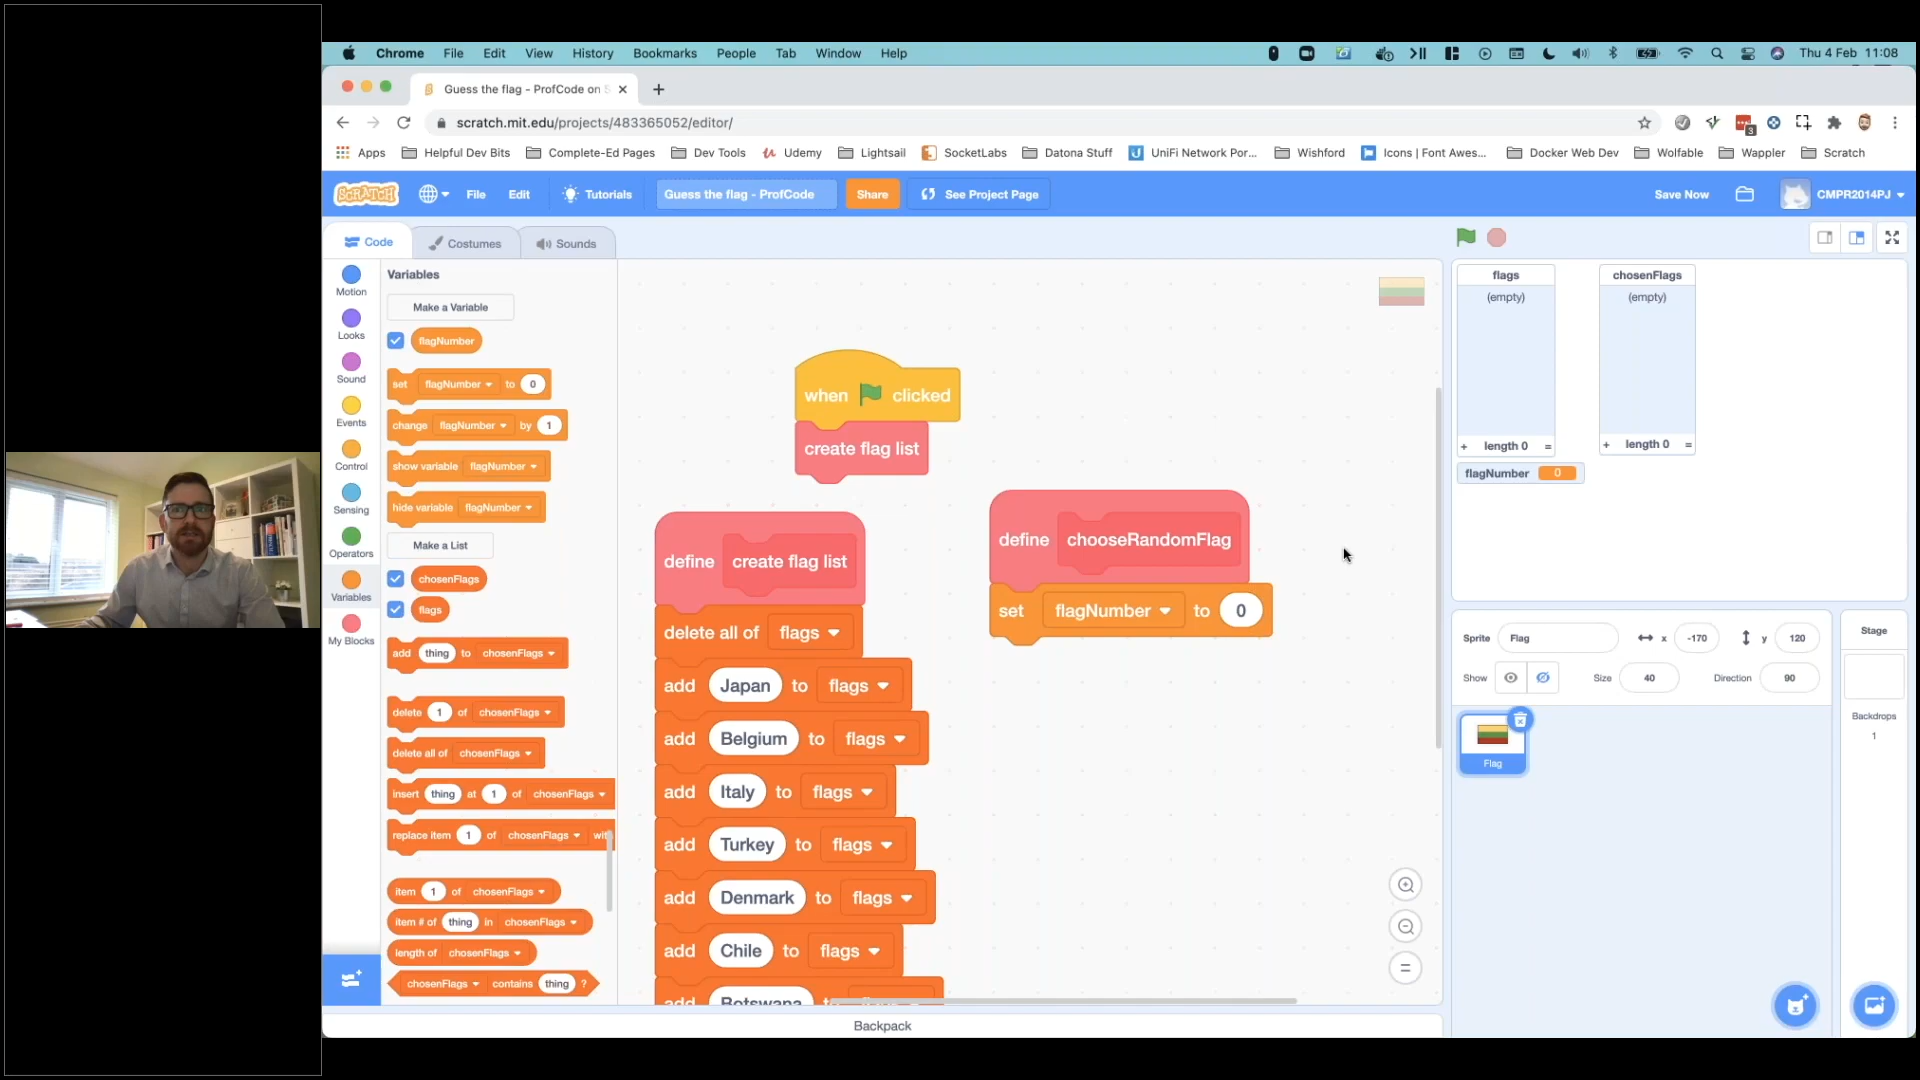 Chrome File Edit View History Bookmarks People Tab Window Help
Thu 4 Feb 11:08
Guess the flag - ProfCode on S
scratch.mit.edu/projects/483365052/editor/
3
Apps Helpful Dev Bits Complete-Ed Pages Dev Tools Udemy Lightsail SocketLabs Datona Stuff UniFi Network Por... Wishford Icons | Font Awes... Docker Web Dev Wolfable Wappler Scratch
SCRATCH File Edit Tutorials Guess the flag - ProfCode Share See Project Page Save Now CMPR2014PJ
Code Costumes Sounds
Motion
Looks
Sound
Events
Control
Sensing
Operators
Variables
My Blocks
Variables
Make a Variable
flagNumber
set flagNumber to 0
change flagNumber by 1
show variable flagNumber
hide variable flagNumber
Make a List
chosenFlags
flags
add thing to chosenFlags
delete 1 of chosenFlags
delete all of chosenFlags
insert thing at 1 of chosenFlags
replace item 1 of chosenFlags with
item 1 of chosenFlags
item # of thing in chosenFlags
length of chosenFlags
chosenFlags contains thing ?
when clicked
create flag list
define create flag list
delete all of flags
add Japan to flags
add Belgium to flags
add Italy to flags
add Turkey to flags
add Denmark to flags
add Chile to flags
add Botswana to
define chooseRandomFlag
set flagNumber to 0
Backpack
flags
(empty)
+ length 0 =
chosenFlags
(empty)
+ length 0 =
flagNumber 0
Sprite Flag x -170 y 120
Show Size 40 Direction 90
Flag
Stage
Backdrops
1